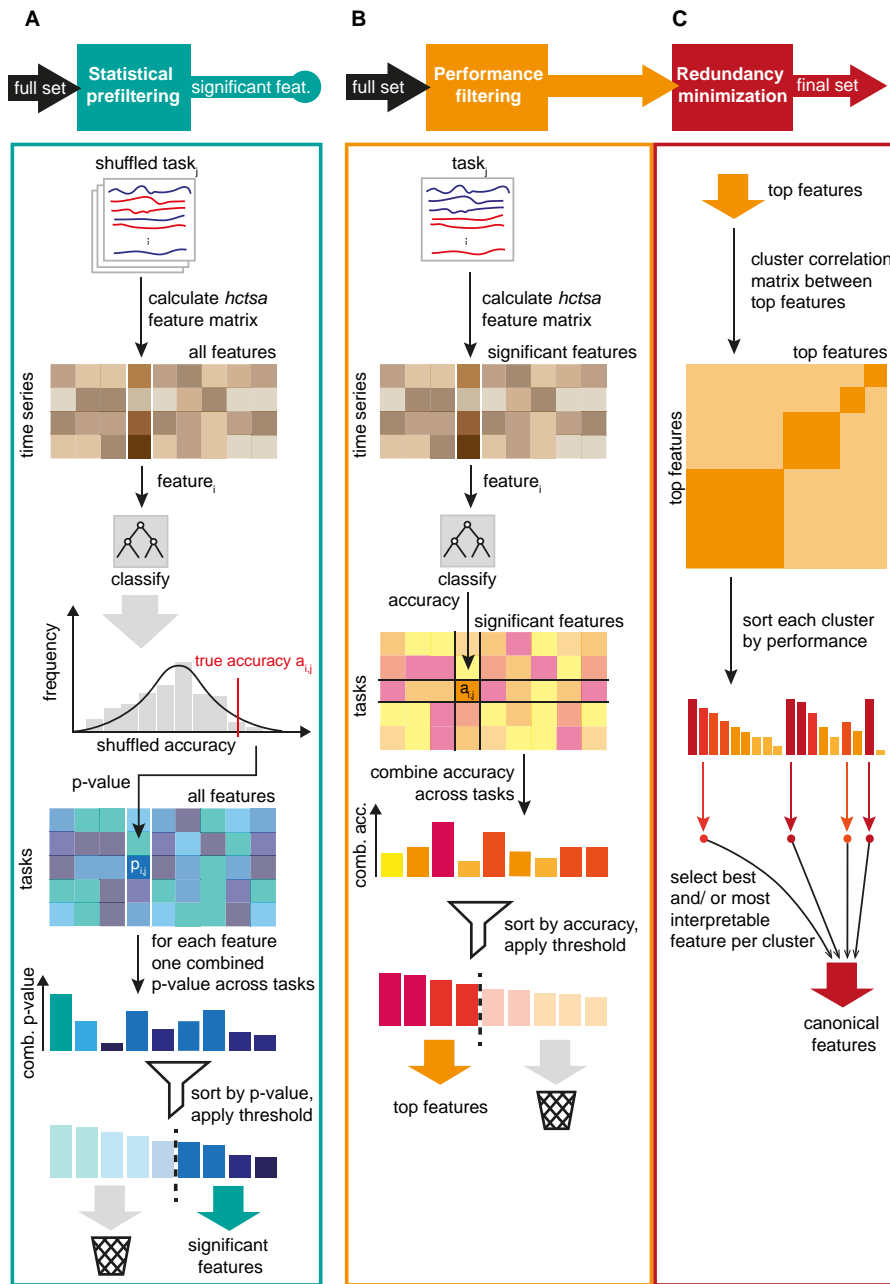 A
full set
Statistical
prefiltering
significant feat.
shuffled task j
calculate hctsa
feature matrix
all features
time series
feature i
classify
frequency
true accuracy a i,j
shuffled accuracy
p-value
all features
tasks
p i,j
for each feature
one combined
p-value across tasks
comb. p-value
sort by p-value,
apply threshold
significant
features
B
full set
Performance
filtering
task j
calculate hctsa
feature matrix
significant features
time series
feature i
classify
accuracy
significant features
tasks
a i,j
combine accuracy
across tasks
comb. acc.
sort by accuracy,
apply threshold
top features
C
Redundancy
minimization
final set
top features
cluster correlation
matrix between
top features
top features
top features
sort each cluster
by performance
select best
and/ or most
interpretable
feature per cluster
canonical
features